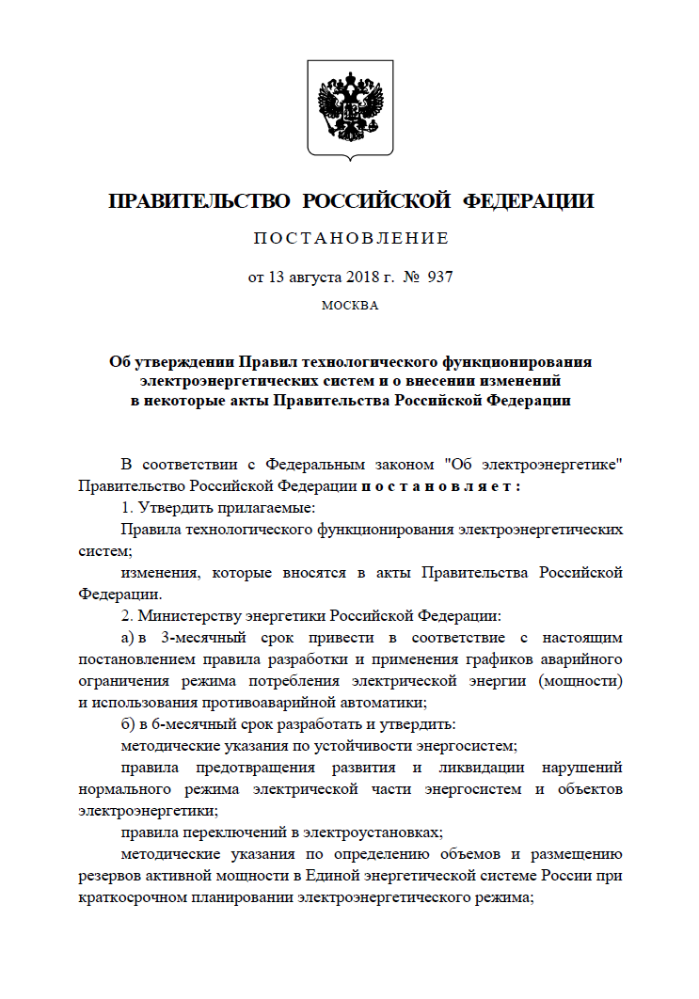 ПРАВИТЕЛЬСТВО РОССИЙСКОЙ ФЕДЕРАЦИИ
ПОСТАНОВЛЕНИЕ
от 13 августа 2018 г. № 937
МОСКВА
Об утверждении Правил технологического функционирования
электроэнергетических систем и о внесении изменений
в некоторые акты Правительства Российской Федерации
В соответствии с Федеральным законом "Об электроэнергетике"
Правительство Российской Федерации постановляет:
1. Утвердить прилагаемые:
Правила технологического функционирования электроэнергетических
систем;
изменения, которые вносятся в акты Правительства Российской
Федерации.
2. Министерству энергетики Российской Федерации:
а) в 3-месячный срок привести в соответствие с настоящим
постановлением правила разработки и применения графиков аварийного
ограничения режима потребления электрической энергии (мощности)
и использования противоаварийной автоматики;
б) в 6-месячный срок разработать и утвердить:
методические указания по устойчивости энергосистем;
правила предотвращения развития и ликвидации нарушений
нормального режима электрической части энергосистем и объектов
электроэнергетики;
правила переключений в электроустановках;
методические указания по определению объемов и размещению
резервов активной мощности в Единой энергетической системе России при
краткосрочном планировании электроэнергетического режима;